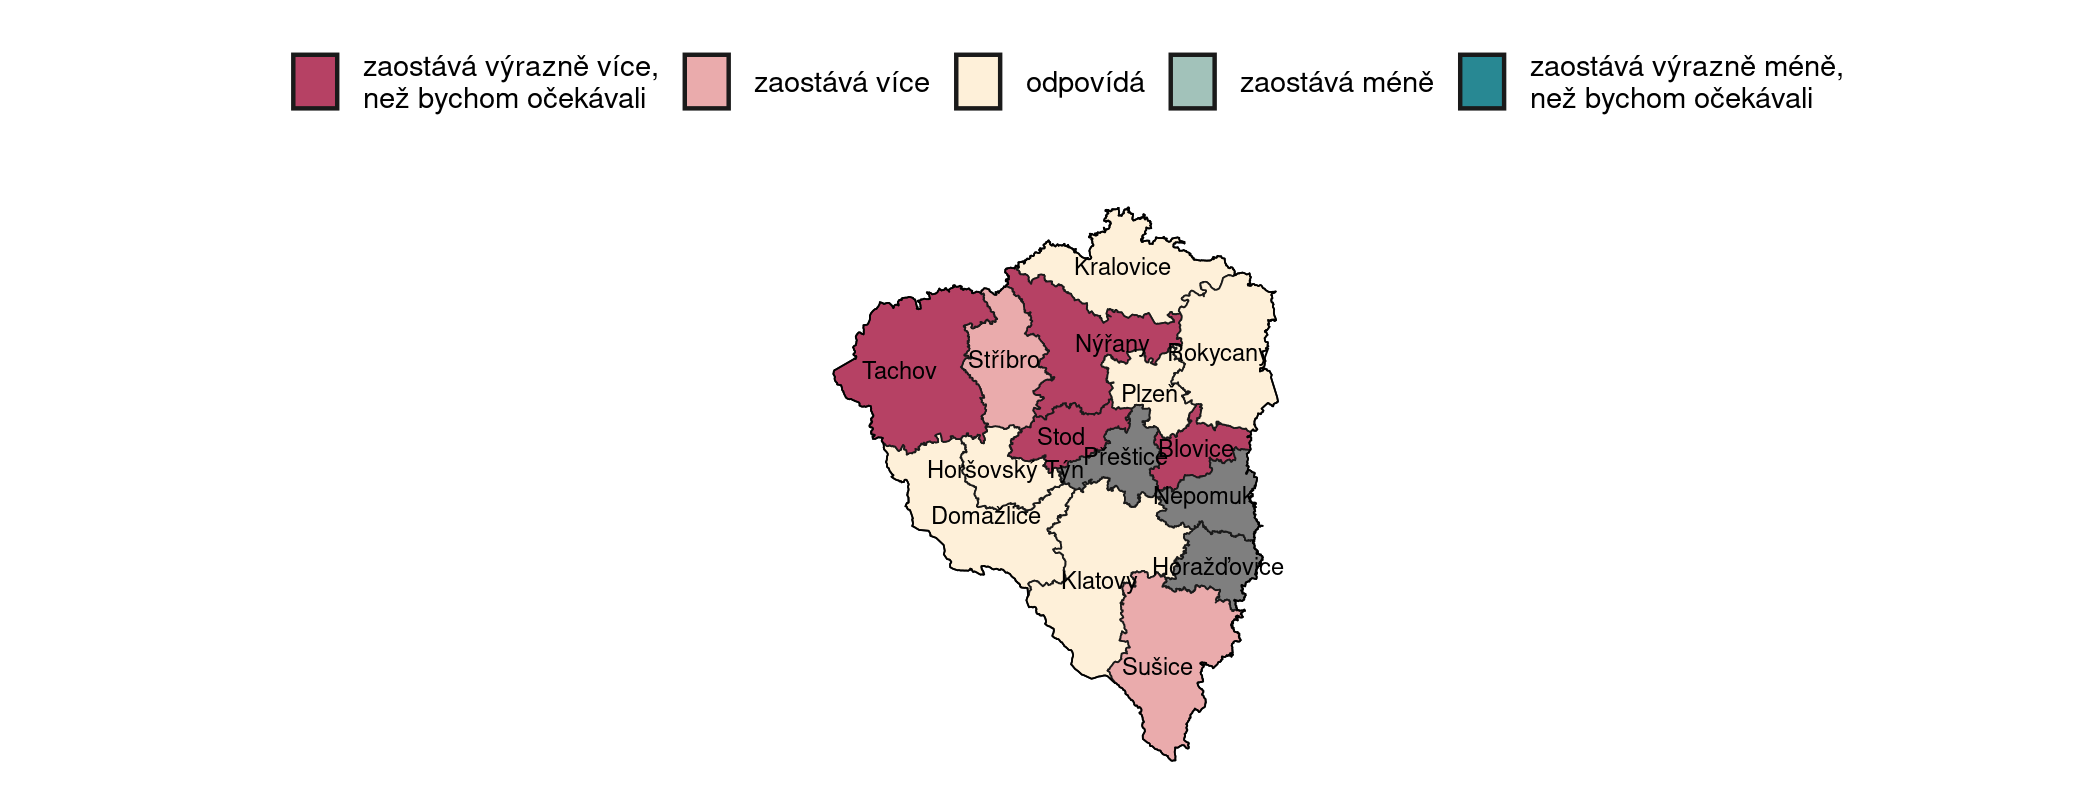 zaostává výrazně více,
než bychom očekávali
zaostává více
odpovídá
zaostává méně
zaostává výrazně méně,
než bychom očekávali
Kralovice
Nýřany
Rokycany
Stříbro
Tachov
Plzeň
Stod
Blovice
Přeštice
Horšovský Týn
Nepomuk
Domažlice
Horažďovice
Klatovy
Sušice